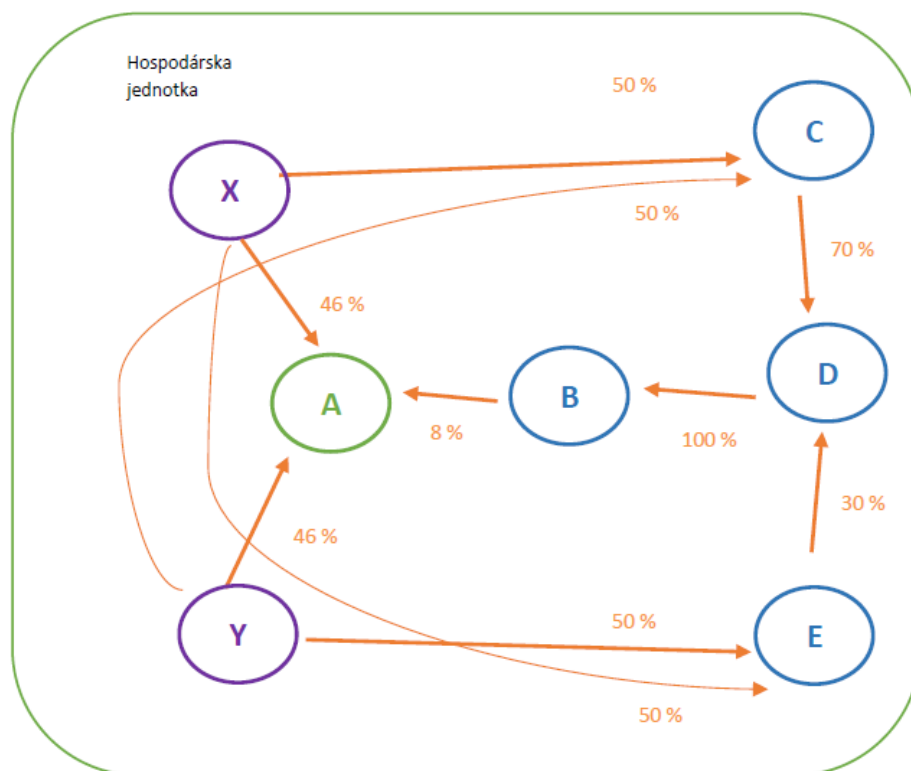 Hospodárska
jednotka
50 %
C
X
50 %
70 %
46 %
D
A
B
8 %
100 %
30 %
46 %
Y
50 %
E
50 %